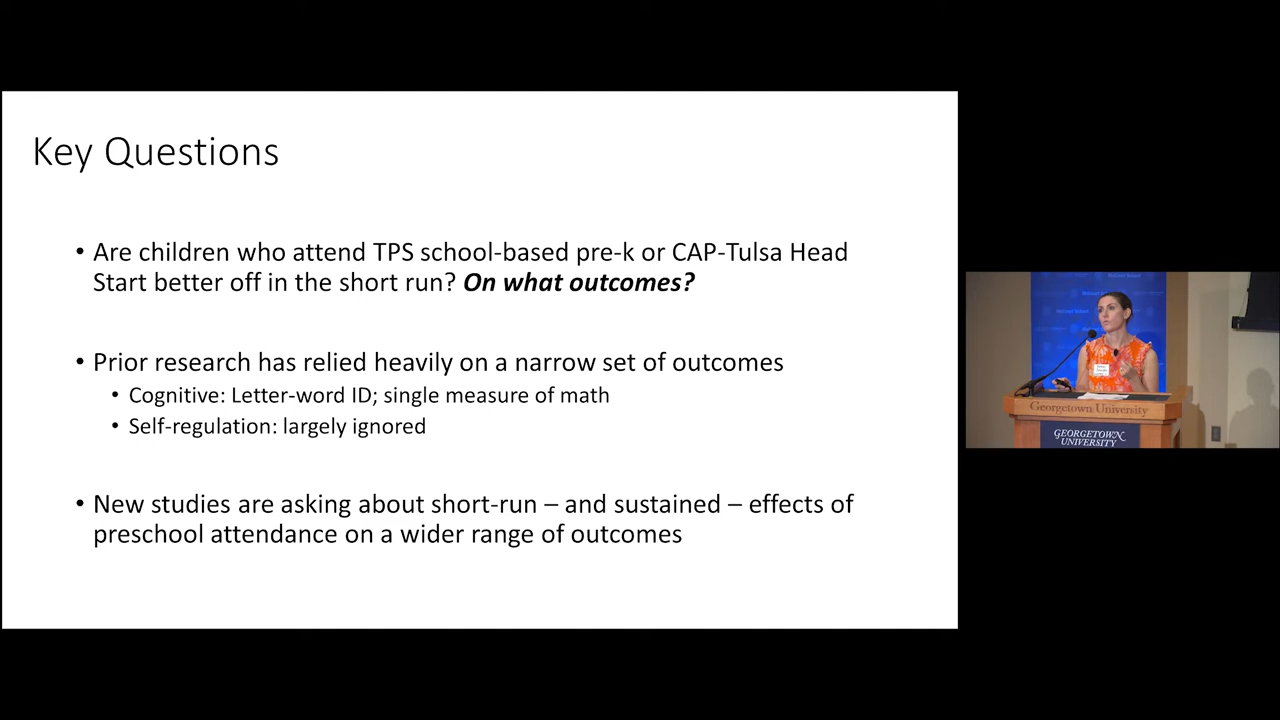 Key Questions
• Are children who attend TPS school-based pre-k or CAP-Tulsa Head
Start better off in the short run? On what outcomes?
• Prior research has relied heavily on a narrow set of outcomes
• Cognitive: Letter-word ID; single measure of math
• Self-regulation: largely ignored
• New studies are asking about short-run – and sustained – effects of
preschool attendance on a wider range of outcomes
Georgetown University
GEORGETOWN
UNIVERSITY